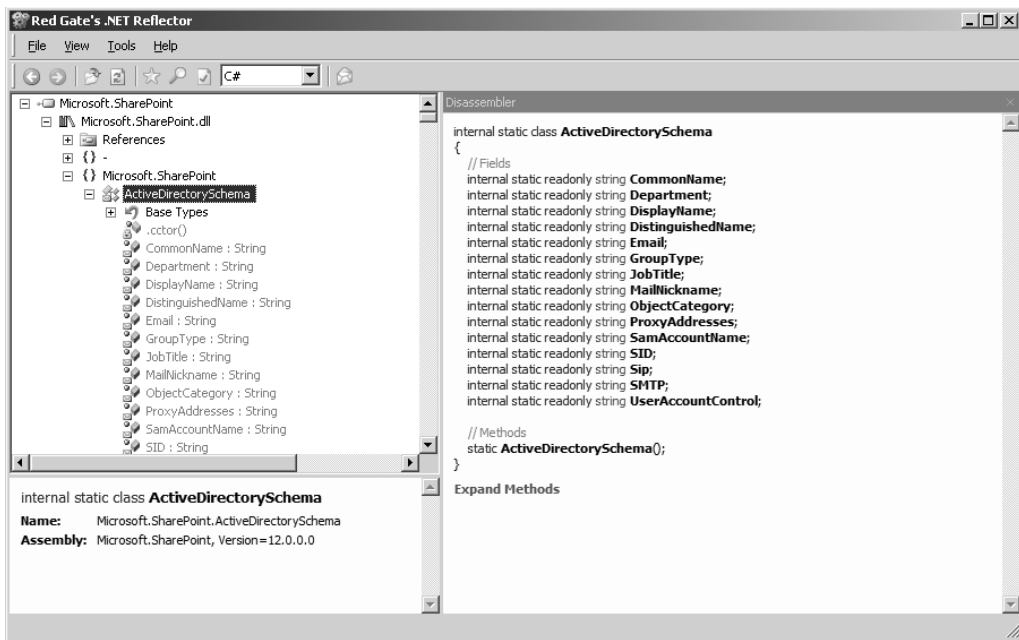 Red Gate's .NET Reflector
File View Tools Help
C#
Microsoft.SharePoint
Microsoft.SharePoint.dll
References
{} -
{} Microsoft.SharePoint
ActiveDirectorySchema
Base Types
.cctor()
CommonName : String
Department : String
DisplayName : String
DistinguishedName : String
Email : String
GroupType : String
JobTitle : String
MailNickname : String
ObjectCategory : String
ProxyAddresses : String
SamAccountName : String
SID : String
internal static class ActiveDirectorySchema
Name: Microsoft.SharePoint.ActiveDirectorySchema
Assembly: Microsoft.SharePoint, Version=12.0.0.0
Disassembler
internal static class ActiveDirectorySchema
{
// Fields
internal static readonly string CommonName;
internal static readonly string Department;
internal static readonly string DisplayName;
internal static readonly string DistinguishedName;
internal static readonly string Email;
internal static readonly string GroupType;
internal static readonly string JobTitle;
internal static readonly string MailNickname;
internal static readonly string ObjectCategory;
internal static readonly string ProxyAddresses;
internal static readonly string SamAccountName;
internal static readonly string SID;
internal static readonly string Sip;
internal static readonly string SMTP;
internal static readonly string UserAccountControl;
// Methods
static ActiveDirectorySchema();
}
Expand Methods